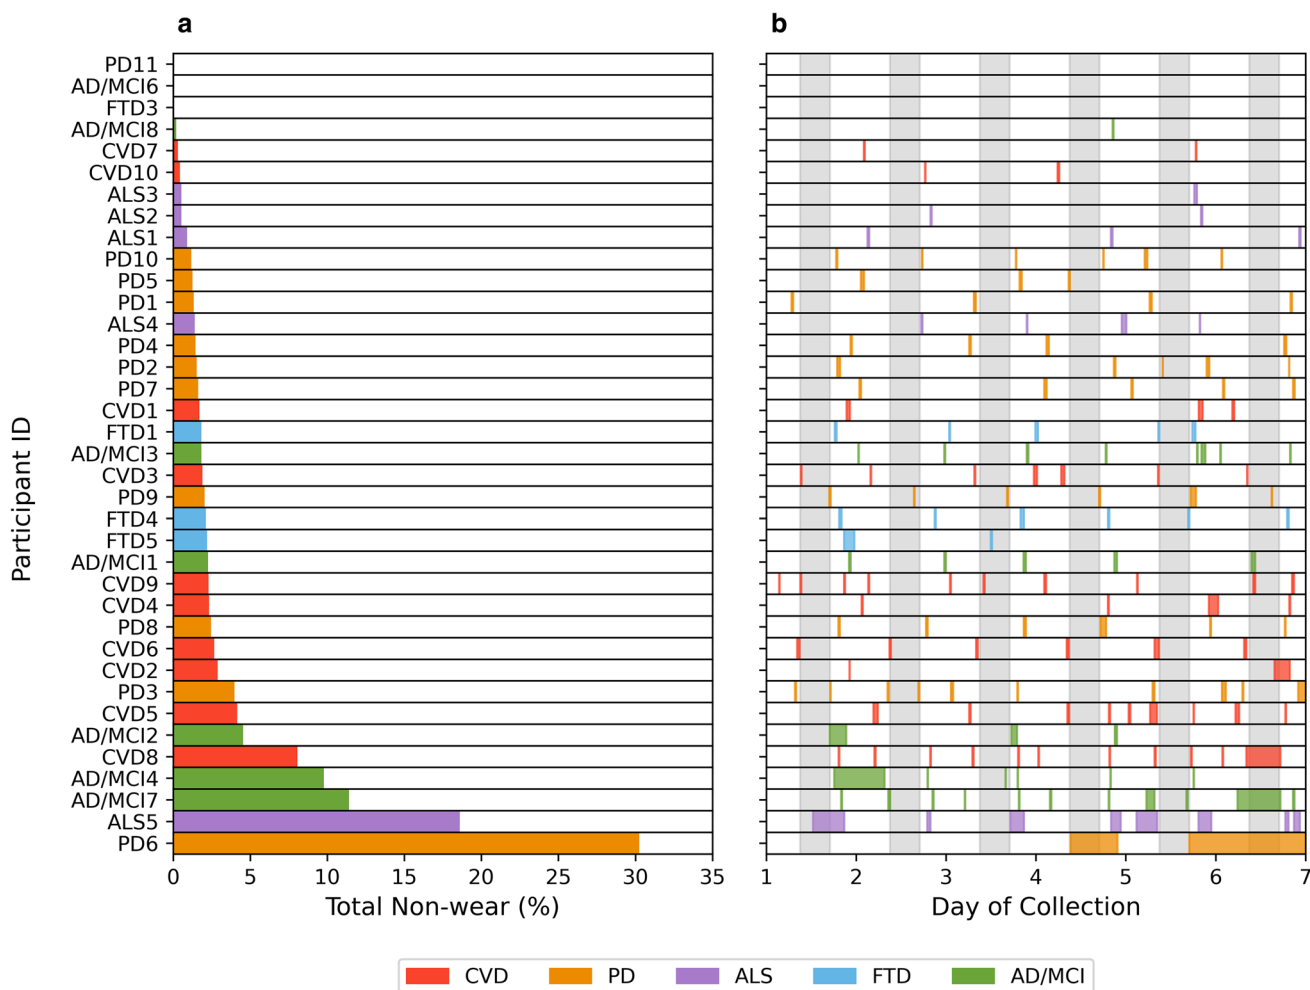 a b
PD11
AD/MCI6
FTD3
AD/MCI8
CVD7
CVD10
ALS3
ALS2
ALS1
PD10
PD5
PD1
ALS4
PD4
PD2
PD7
CVD1
FTD1
AD/MCI3
CVD3
PD9
FTD4
FTD5
AD/MCI1
CVD9
CVD4
PD8
CVD6
CVD2
PD3
CVD5
AD/MCI2
CVD8
AD/MCI4
AD/MCI7
ALS5
PD6
Participant ID
0 5 10 15 20 25 30 35 1 2 3 4 5 6 7
Total Non-wear (%) Day of Collection
CVD PD ALS FTD AD/MCI